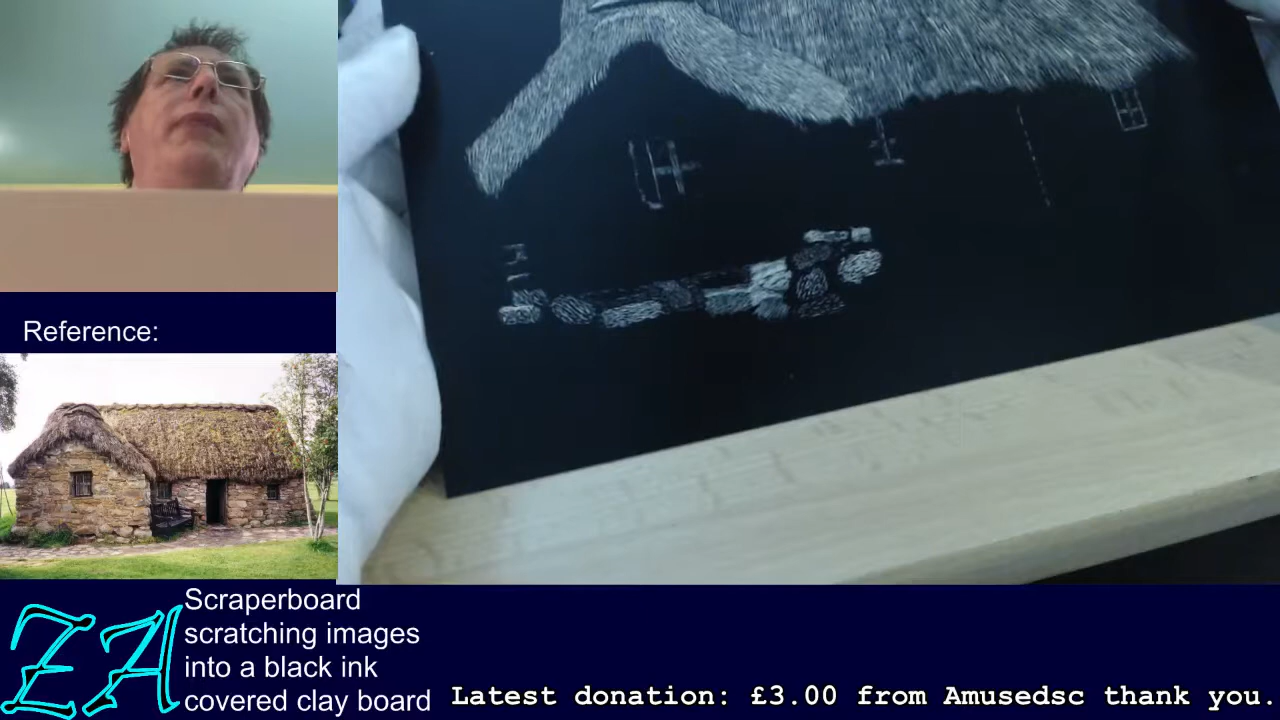 Reference:
ZA
Scraperboard
scratching images
into a black ink
covered clay board
Latest donation: £3.00 from Amusedsc thank you.